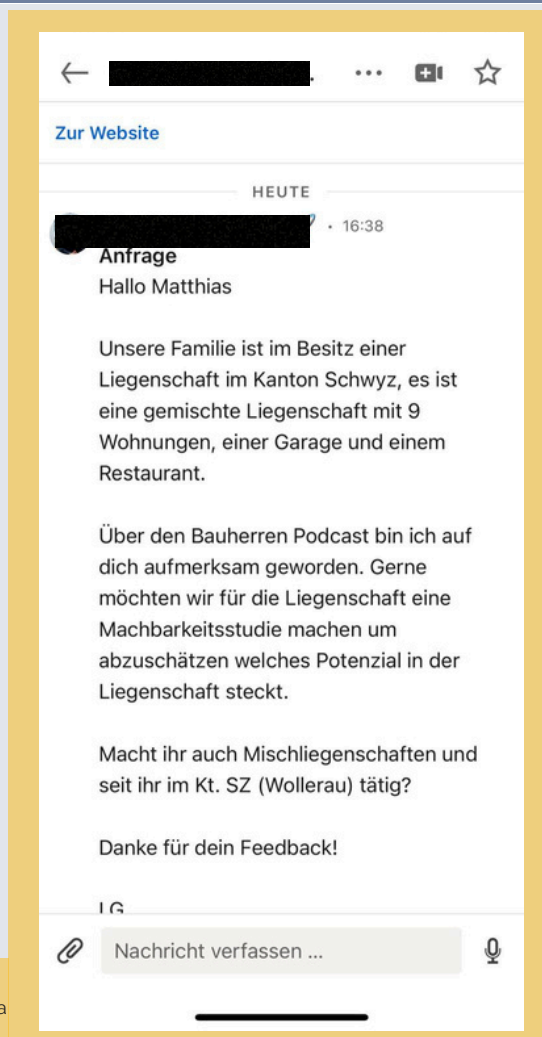 Zur Website
HEUTE
• 16:38
Anfrage
Hallo Matthias
Unsere Familie ist im Besitz einer
Liegenschaft im Kanton Schwyz, es ist
eine gemischte Liegenschaft mit 9
Wohnungen, einer Garage und einem
Restaurant.
Über den Bauherren Podcast bin ich auf
dich aufmerksam geworden. Gerne
möchten wir für die Liegenschaft eine
Machbarkeitsstudie machen um
abzuschätzen welches Potenzial in der
Liegenschaft steckt.
Macht ihr auch Mischliegenschaften und
seit ihr im Kt. SZ (Wollerau) tätig?
Danke für dein Feedback!
LG
Nachricht verfassen ...
a